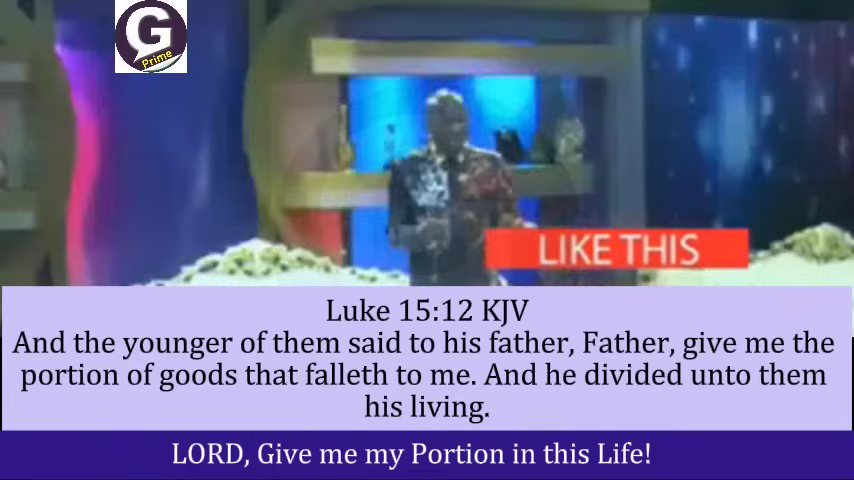 G
Prime
LIKE THIS
Luke 15:12 KJV
And the younger of them said to his father, Father, give me the
portion of goods that falleth to me. And he divided unto them
his living.
LORD, Give me my Portion in this Life!